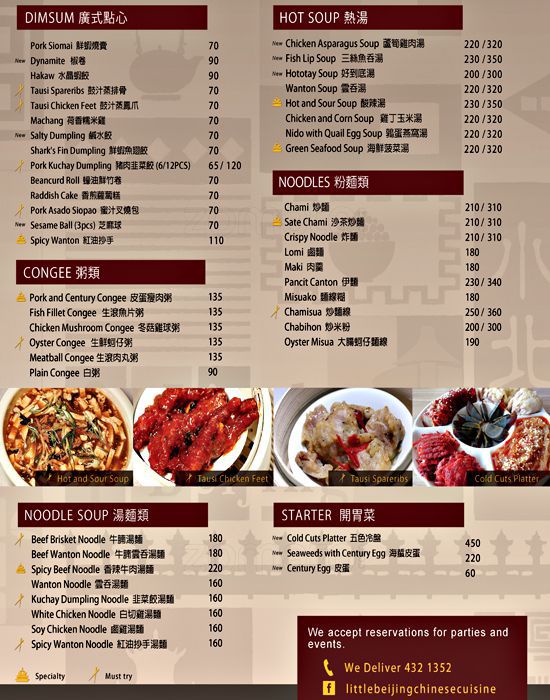 DIMSUM 廣式點心
Pork Siomai 鮮蝦燒賣 70
New Dynamite 椒卷 90
Hakaw 水晶蝦餃 90
Tausi Spareribs 豉汁蒸排骨 70
Tausi Chicken Feet 豉汁蒸鳳爪 70
Machang 荷香糯米雞 70
New Salty Dumpling 鹹水餃 70
Shark's Fin Dumpling 鮮蝦魚翅餃 70
Pork Kuchay Dumpling 豬肉韮菜餃 (6/12PCS) 65 / 120
Beancurd Roll 蠔油鮮竹卷 70
Raddish Cake 香煎蘿蔔糕 70
Pork Asado Siopao 蜜汁叉燒包 70
New Sesame Ball (3pcs) 芝麻球 70
Spicy Wanton 紅油抄手 110
CONGEE 粥類
Pork and Century Congee 皮蛋瘦肉粥 135
Fish Fillet Congee 生滾魚片粥 135
Chicken Mushroom Congee 冬菇雞球粥 135
Oyster Congee 生鮮蚵仔粥 135
Meatball Congee 生滾肉丸粥 135
Plain Congee 白粥 90
HOT SOUP 熱湯
New Chicken Asparagus Soup 蘆筍雞肉湯 220 / 320
New Fish Lip Soup 三絲魚吞湯 230 / 350
New Hototay Soup 好到底湯 200 / 300
Wanton Soup 雲吞湯 220 / 320
Hot and Sour Soup 酸辣湯 230 / 350
Chicken and Corn Soup 雞丁玉米湯 220 / 320
Nido with Quail Egg Soup 鶉蛋燕窩湯 220 / 320
Green Seafood Soup 海鮮菠菜湯 220 / 320
NOODLES 粉麵類
Chami 炒麵 210 / 310
Sate Chami 沙茶炒麵 210 / 310
Crispy Noodle 炸麵 210 / 310
Lomi 鹵麵 180
Maki 肉羹 180
Pancit Canton 伊麵 230 / 340
Misuako 麵線糊 180
Chamisua 炒麵線 250 / 360
Chabihon 炒米粉 200 / 300
Oyster Misua 大腸蚵仔麵線 190
Hot and Sour Soup
Tausi Chicken Feet
Tausi Spareribs
Cold Cuts Platter
NOODLE SOUP 湯麵類
Beef Brisket Noodle 牛腩湯麵 180
Beef Wanton Noodle 牛腩雲吞湯麵 180
Spicy Beef Noodle 香辣牛肉湯麵 220
Wanton Noodle 雲吞湯麵 160
Kuchay Dumpling Noodle 韮菜餃湯麵 160
White Chicken Noodle 白切雞湯麵 160
Soy Chicken Noodle 鹵雞湯麵 160
Spicy Wanton Noodle 紅油抄手湯麵 160
Specialty Must try
STARTER 開胃菜
New Cold Cuts Platter 五色冷盤 450
New Seaweeds with Century Egg 海蜇皮蛋 220
New Century Egg 皮蛋 60
We accept reservations for parties and
events.
We Deliver 432 1352
littlebeijingchinesecuisine